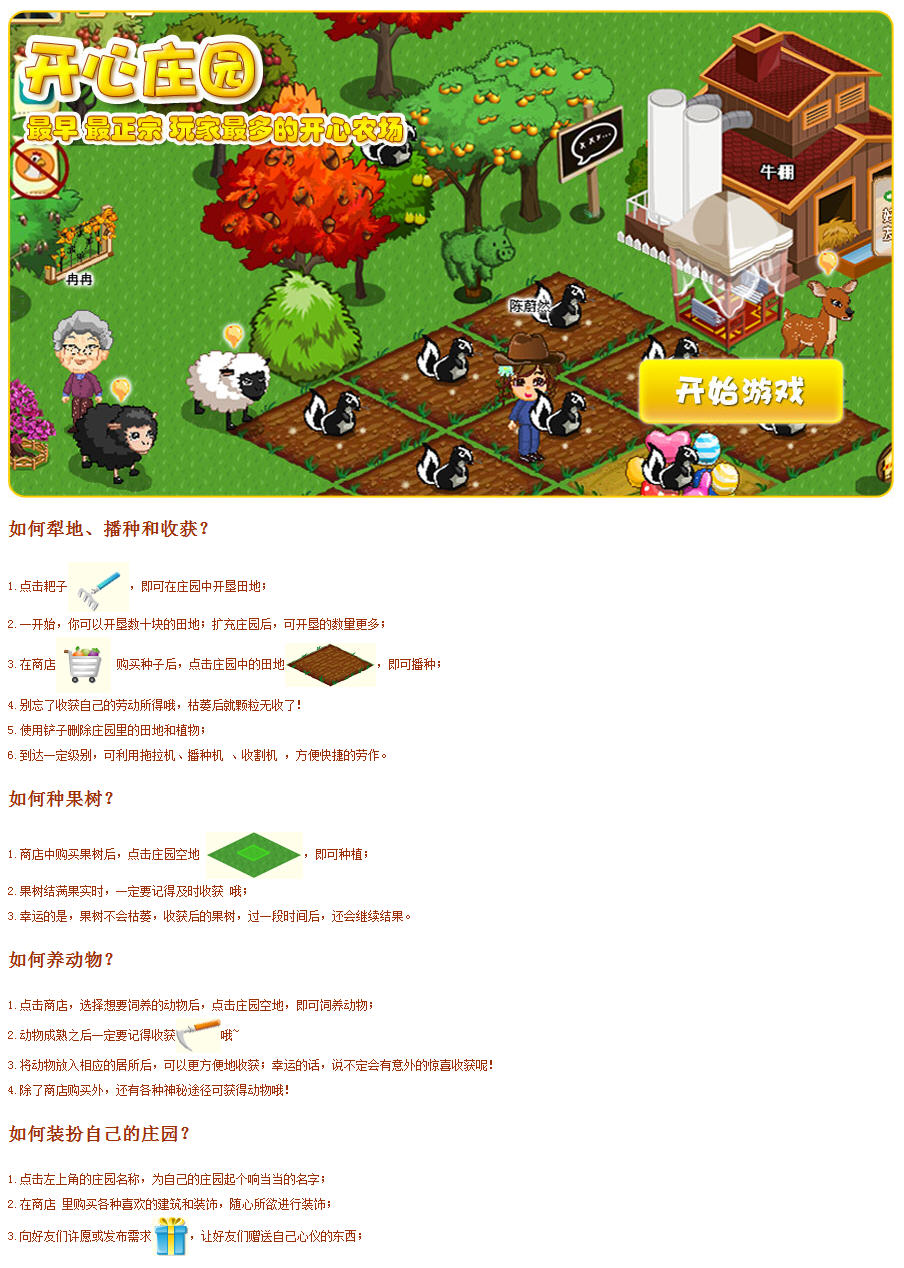 开心庄园
最早 最正宗 玩家最多的开心农场
牛棚
好友
冉冉
陈蔚然
开始游戏
如何犁地、播种和收获?
1.点击耙子，即可在庄园中开垦田地；
2.一开始，你可以开垦数十块的田地；扩充庄园后，可开垦的数量更多；
3.在商店 购买种子后，点击庄园中的田地，即可播种；
4.别忘了收获自己的劳动所得哦，枯萎后就颗粒无收了！
5.使用铲子删除庄园里的田地和植物；
6.到达一定级别，可利用拖拉机、播种机 、收割机 ，方便快捷的劳作。
如何种果树?
1.商店中购买果树后，点击庄园空地 ，即可种植；
2.果树结满果实时，一定要记得及时收获 哦；
3.幸运的是，果树不会枯萎，收获后的果树，过一段时间后，还会继续结果。
如何养动物?
1.点击商店，选择想要饲养的动物后，点击庄园空地，即可饲养动物；
2.动物成熟之后一定要记得收获哦~
3.将动物放入相应的居所后，可以更方便地收获；幸运的话，说不定会有意外的惊喜收获呢！
4.除了商店购买外，还有各种神秘途径可获得动物哦！
如何装扮自己的庄园?
1.点击左上角的庄园名称，为自己的庄园起个响当当的名字；
2.在商店 里购买各种喜欢的建筑和装饰，随心所欲进行装饰；
3.向好友们许愿或发布需求，让好友们赠送自己心仪的东西；